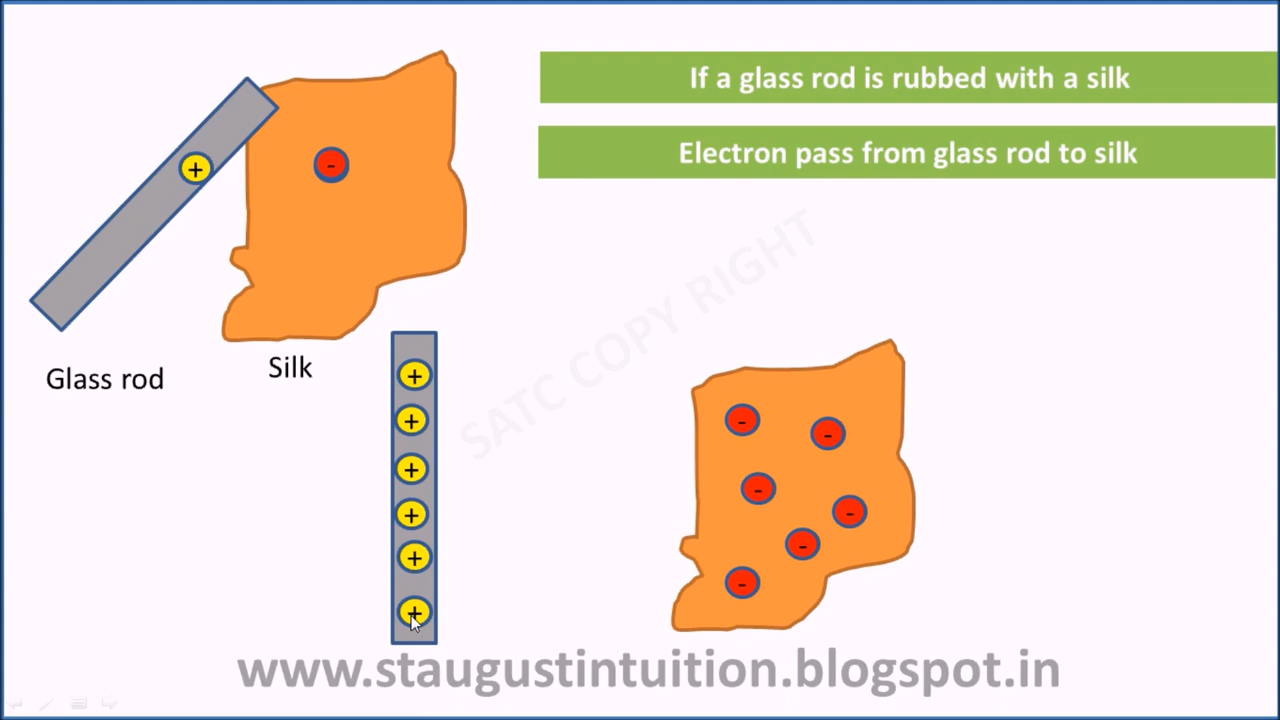 If a glass rod is rubbed with a silk
Electron pass from glass rod to silk
+
-
Glass rod
Silk
SATC COPY RIGHT
+
+
+
+
+
+
-
-
-
-
-
-
www.staugustintuition.blogspot.in